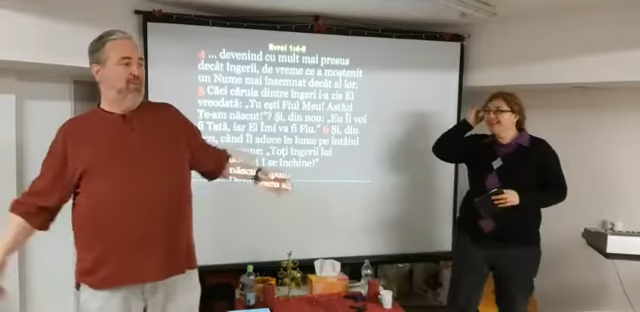 Evrei 1:4-6
4 ... devenind cu mult mai presus
decât îngerii, de vreme ce a moștenit
un Nume mai însemnat decât al lor.
5 Căci căruia dintre îngeri i-a zis El
vreodată: „Tu ești Fiul Meu! Astăzi
Te-am născut!"? Și, din nou: „Eu Îi voi
fi Tată, iar El Îmi va fi Fiu." 6 Și, din
când Îl aduce în lume pe întâiul
„Toți îngerii lui
I se închine!"